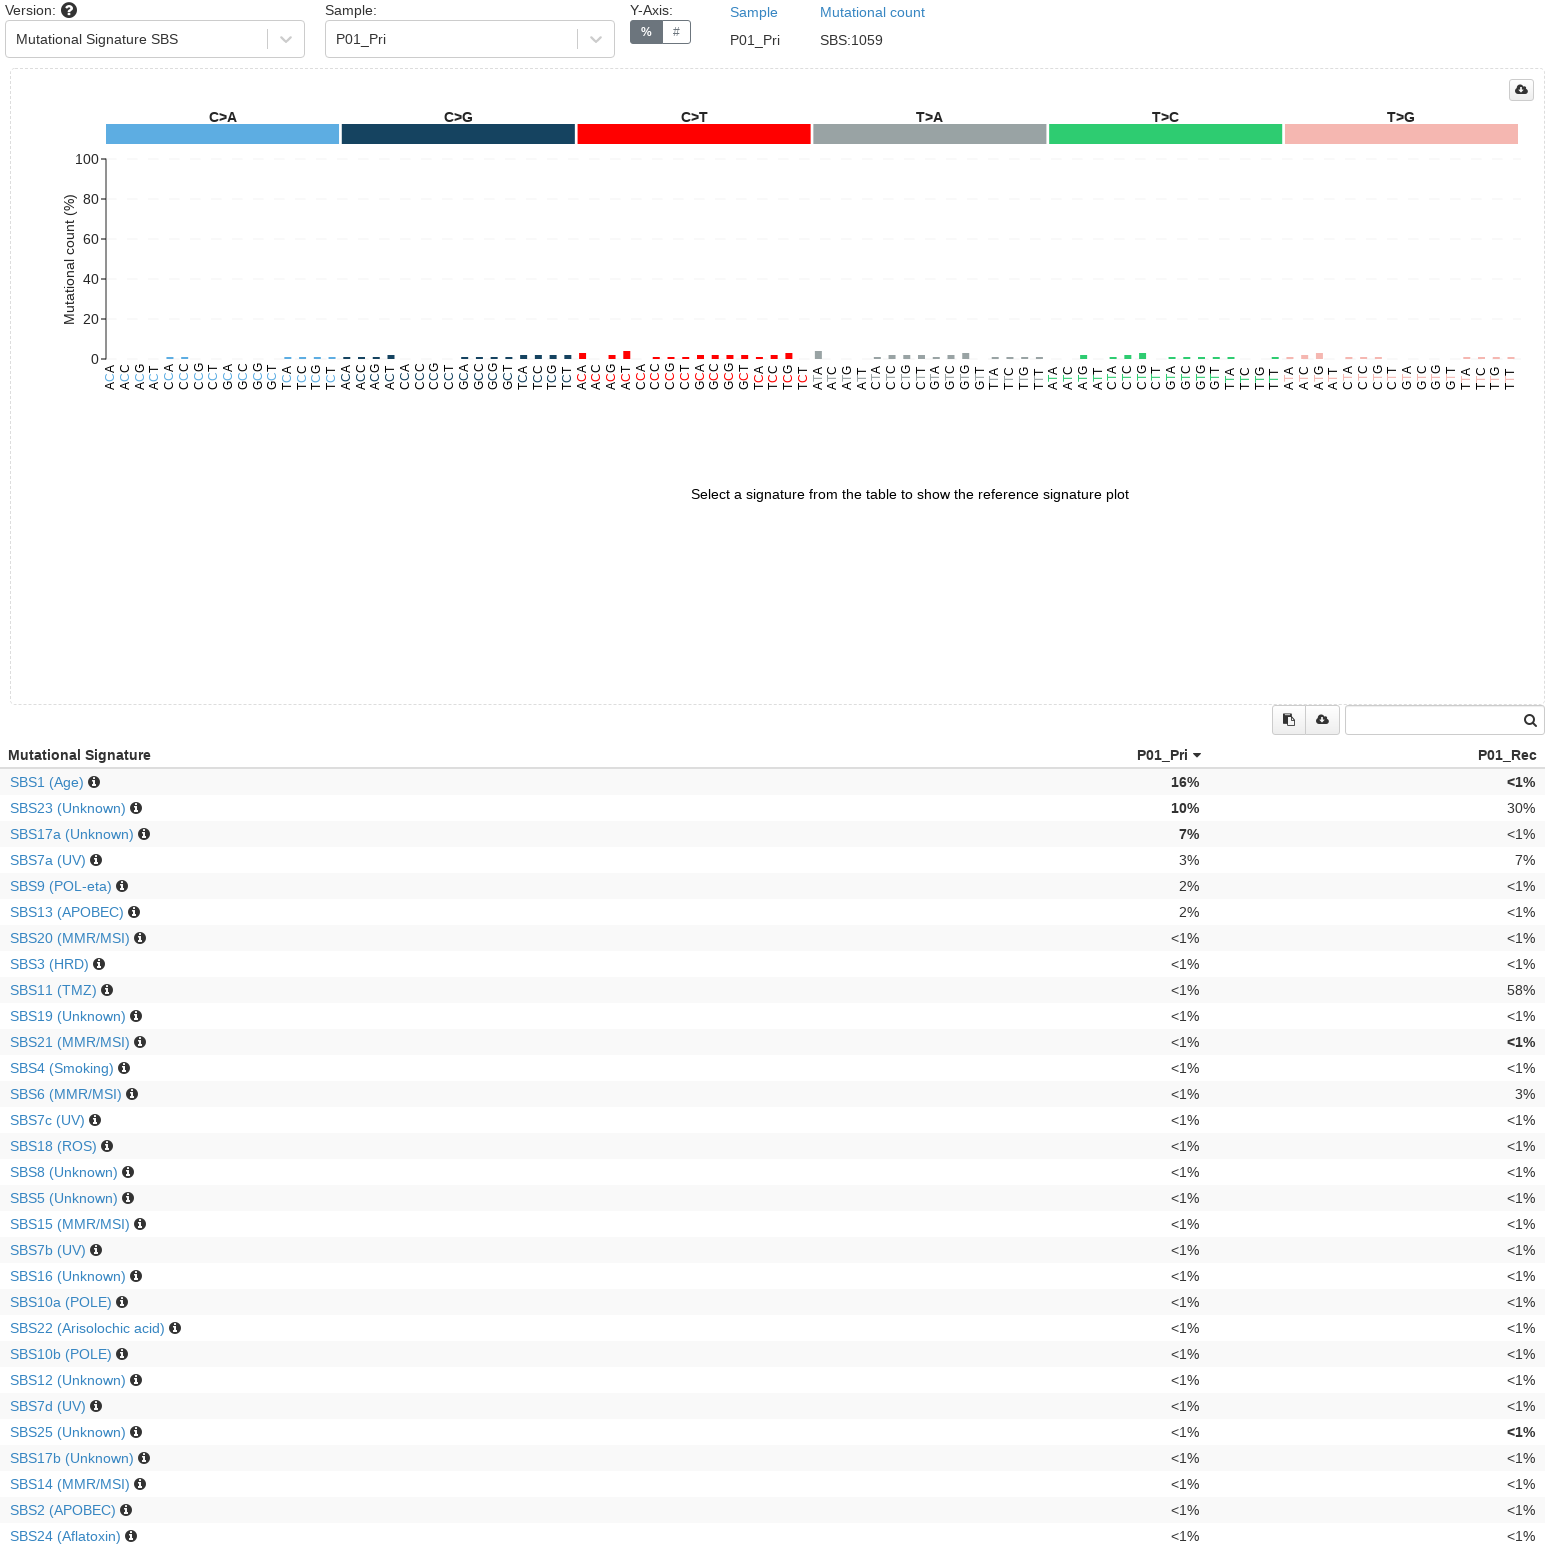 Version:
Sample:
Y-Axis:
Sample
Mutational count
Mutational Signature SBS
P01_Pri
% #
P01_Pri
SBS:1059
C>A C>G C>T T>A T>C T>G
100
80
60
40
20
0
Mutational count (%)
ACA ACC ACG ACT CCA CCC CCG CCT GCA GCC GCG GCT TCA TCC TCG TCT ACA ACC ACG ACT CCA CCC CCG CCT GCA GCC GCG GCT TCA TCC TCG TCT ACA ACC ACG ACT CCA CCC CCG CCT GCA GCC GCG GCT TCA TCC TCG TCT ATA ATC ATG ATT CTA CTC CTG CTT GTA GTC GTG GTT TTA TTC TTG TTT ATA ATC ATG ATT CTA CTC CTG CTT GTA GTC GTG GTT TTA TTC TTG TTT ATA ATC ATG ATT CTA CTC CTG CTT GTA GTC GTG GTT TTA TTC TTG TTT
Select a signature from the table to show the reference signature plot
Mutational Signature P01_Pri P01_Rec
SBS1 (Age) 16% <1%
SBS23 (Unknown) 10% 30%
SBS17a (Unknown) 7% <1%
SBS7a (UV) 3% 7%
SBS9 (POL-eta) 2% <1%
SBS13 (APOBEC) 2% <1%
SBS20 (MMR/MSI) <1% <1%
SBS3 (HRD) <1% <1%
SBS11 (TMZ) <1% 58%
SBS19 (Unknown) <1% <1%
SBS21 (MMR/MSI) <1% <1%
SBS4 (Smoking) <1% <1%
SBS6 (MMR/MSI) <1% 3%
SBS7c (UV) <1% <1%
SBS18 (ROS) <1% <1%
SBS8 (Unknown) <1% <1%
SBS5 (Unknown) <1% <1%
SBS15 (MMR/MSI) <1% <1%
SBS7b (UV) <1% <1%
SBS16 (Unknown) <1% <1%
SBS10a (POLE) <1% <1%
SBS22 (Arisolochic acid) <1% <1%
SBS10b (POLE) <1% <1%
SBS12 (Unknown) <1% <1%
SBS7d (UV) <1% <1%
SBS25 (Unknown) <1% <1%
SBS17b (Unknown) <1% <1%
SBS14 (MMR/MSI) <1% <1%
SBS2 (APOBEC) <1% <1%
SBS24 (Aflatoxin) <1% <1%